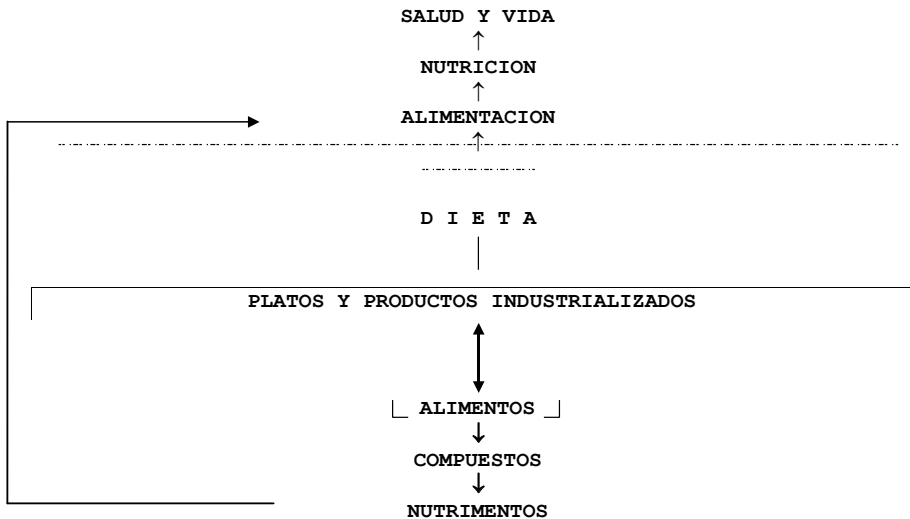 SALUD Y VIDA
NUTRICION
ALIMENTACION
D I E T A
PLATOS Y PRODUCTOS INDUSTRIALIZADOS
ALIMENTOS
COMPUESTOS
NUTRIMENTOS